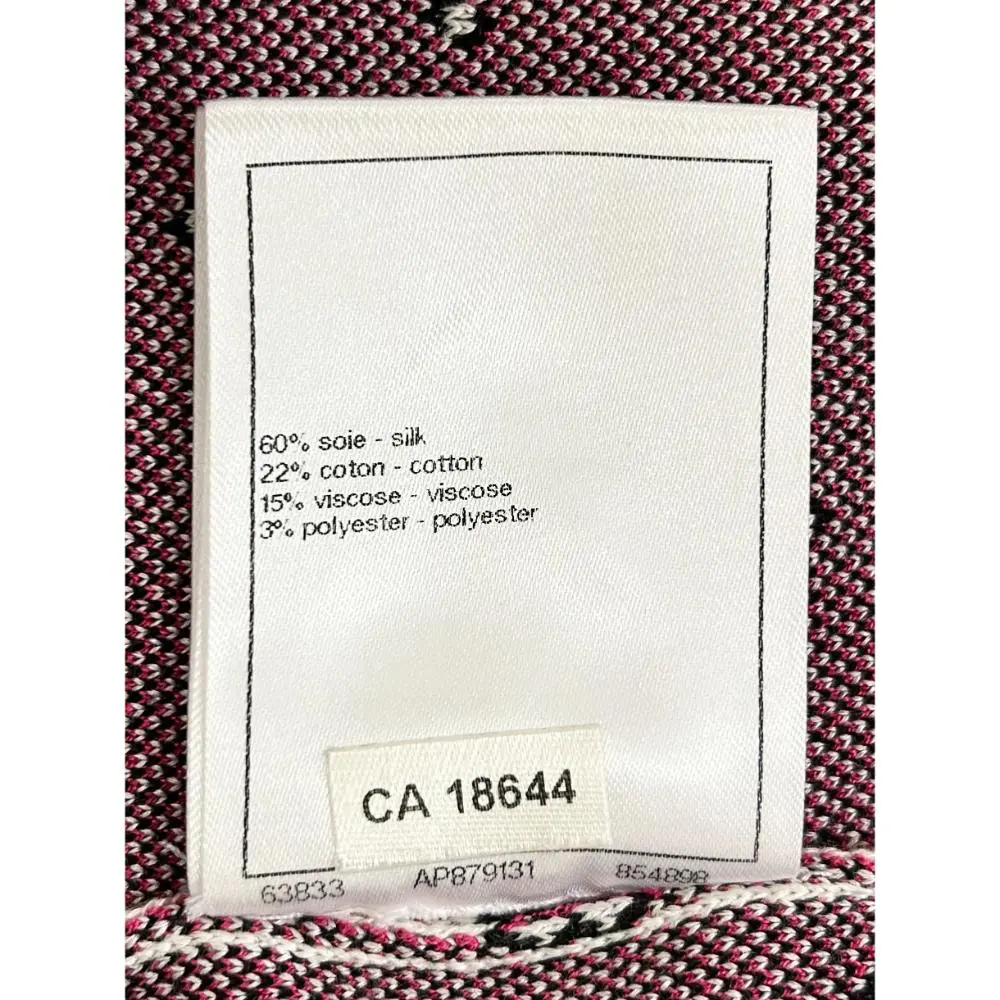 60% soie - silk
22% coton - cotton
15% viscose - viscose
3% polyester - polyester
CA 18644
63833 AP879131 854898